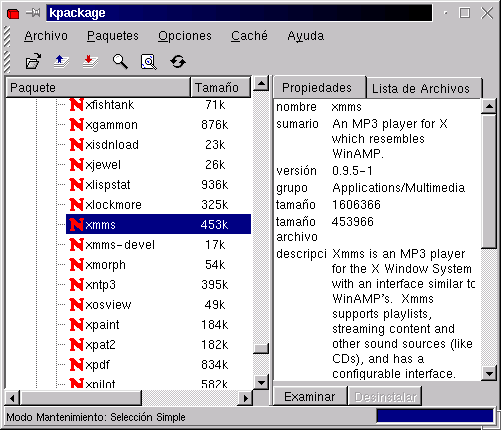 kpackage
Archivo Paquetes Opciones Caché Ayuda
Paquete Tamaño
xfishtank 71k
xgammon 876k
xisdnload 23k
xjewel 26k
xlispstat 936k
xlockmore 325k
xmms 453k
xmms-devel 17k
xmorph 54k
xntp3 395k
xosview 49k
xpaint 184k
xpat2 182k
xpdf 834k
xpilot 582k
Propiedades Lista de Archivos
nombre xmms
sumario An MP3 player for X
which resembles
WinAMP.
versión 0.9.5-1
grupo Applications/Multimedia
tamaño 1606366
tamaño 453966
archivo
descripci Xmms is an MP3 player
for the X Window System
with an interface similar to
WinAMP's. Xmms
supports playlists,
streaming content and
other sound sources (like
CDs), and has a
configurable interface.
Examinar Desinstalar
Modo Mantenimiento: Selección Simple